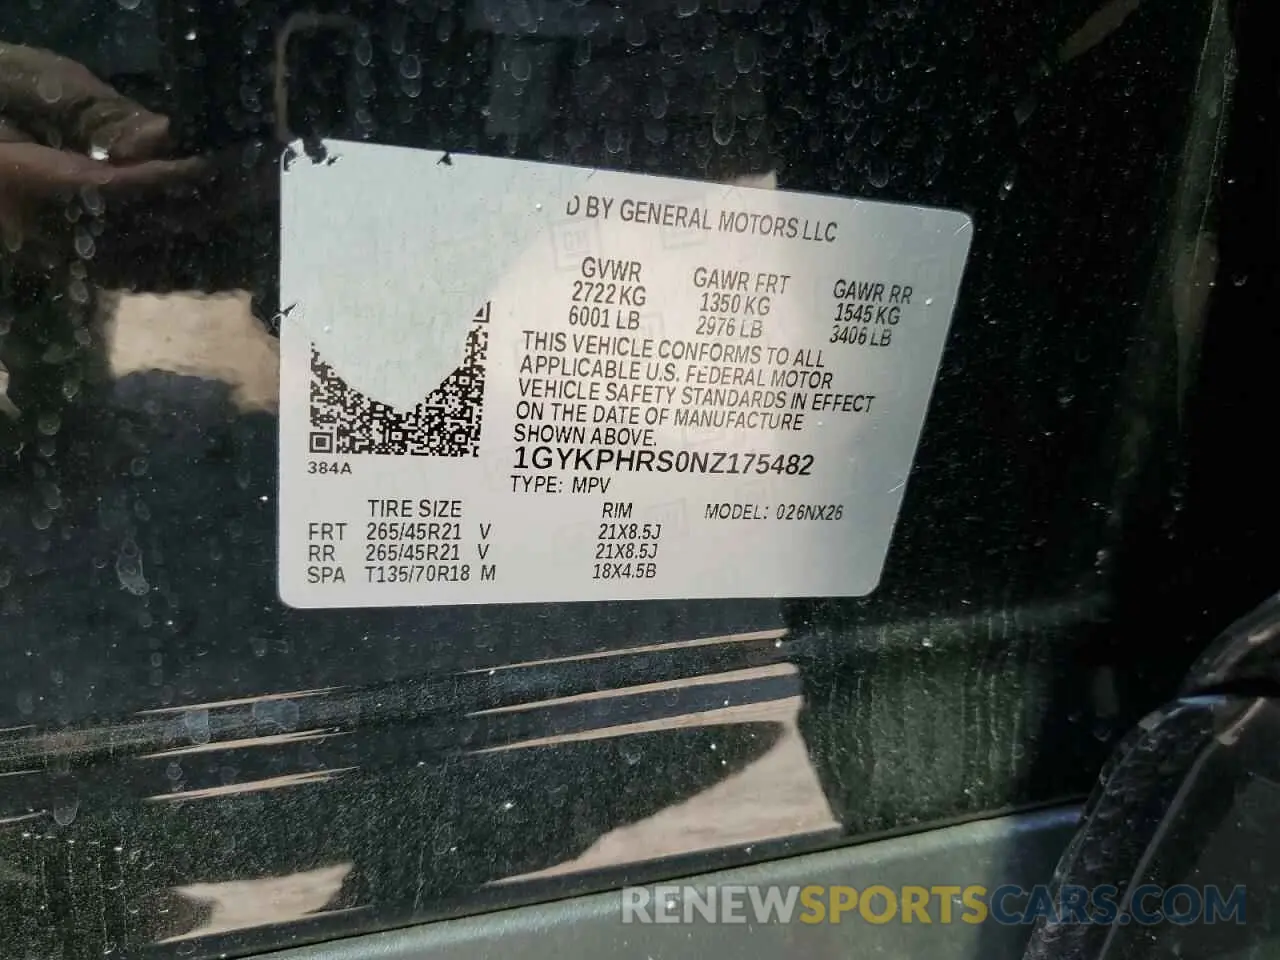 D BY GENERAL MOTORS LLC
GVWR GAWR FRT GAWR RR
2722 KG 1350 KG 1545 KG
6001 LB 2976 LB 3406 LB
THIS VEHICLE CONFORMS TO ALL
APPLICABLE U.S. FEDERAL MOTOR
VEHICLE SAFETY STANDARDS IN EFFECT
ON THE DATE OF MANUFACTURE
SHOWN ABOVE.
1GYKPHRS0NZ175482
TYPE: MPV
384A
TIRE SIZE RIM MODEL: 026NX26
FRT 265/45R21 V 21X8.5J
RR 265/45R21 V 21X8.5J
SPA T135/70R18 M 18X4.5B
RENEWSPORTSCARS.COM